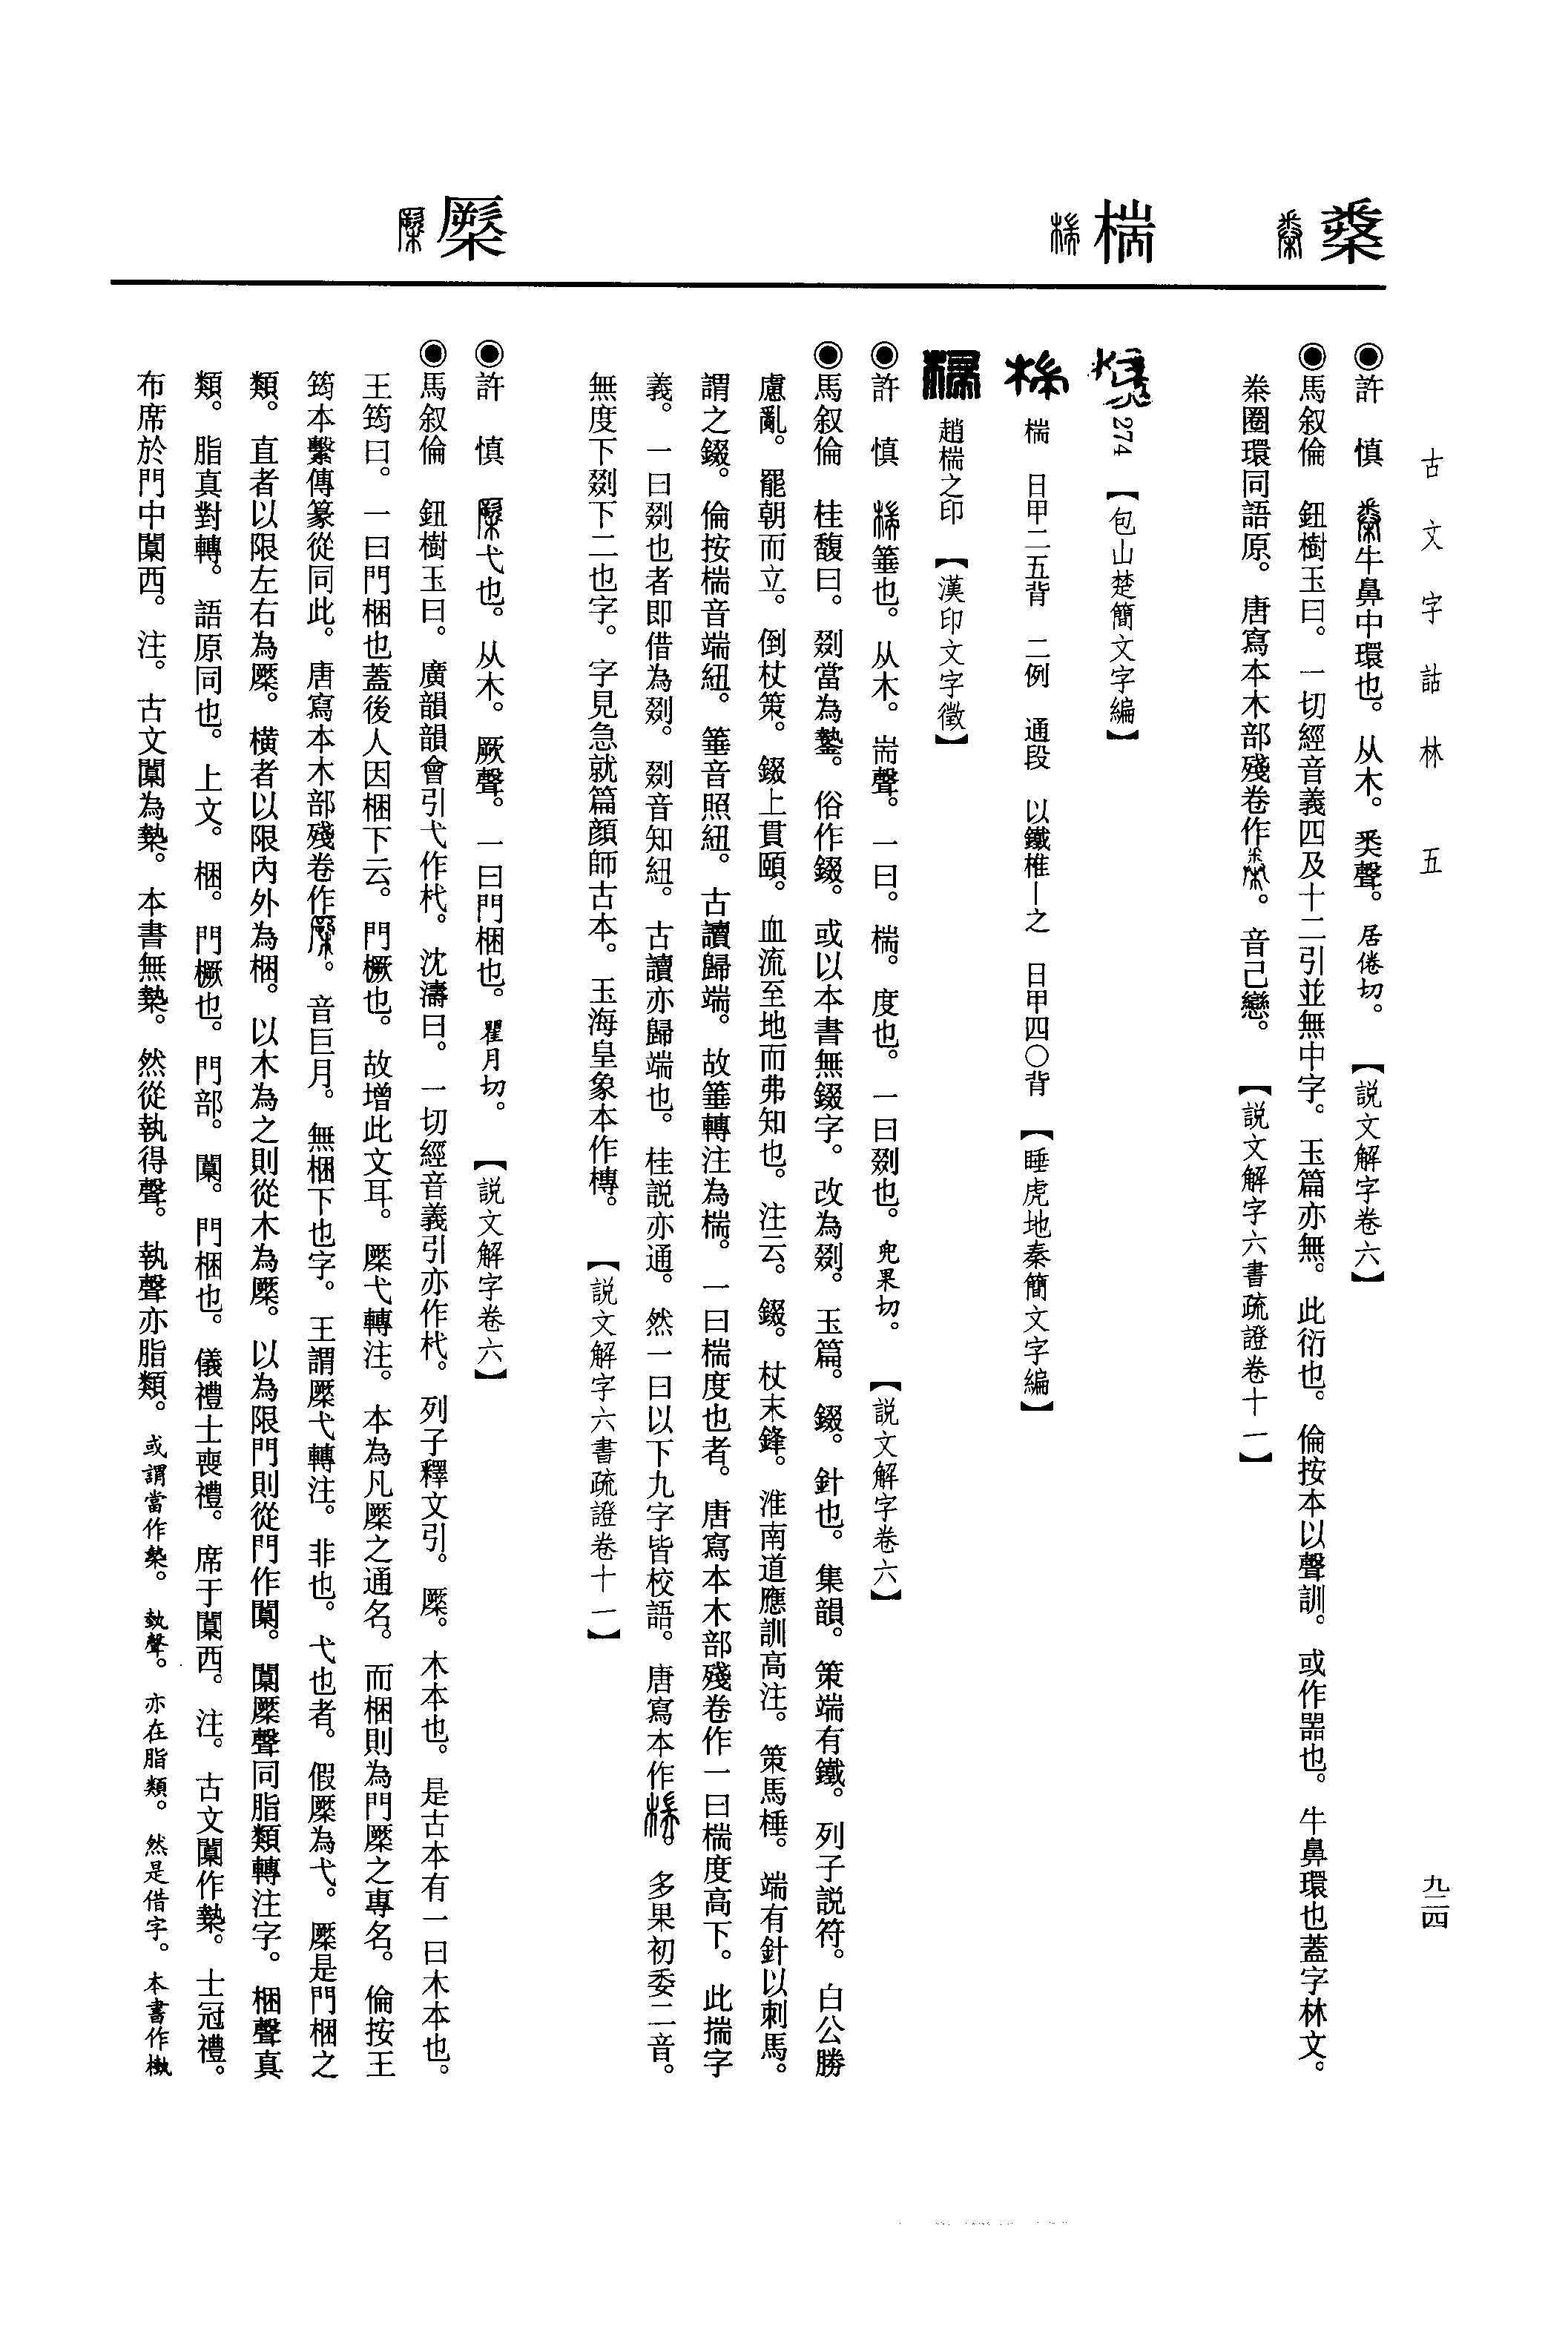 古文字詁林　五
九二四
桊
◉許　慎　牛鼻中環也。从木。𢍏聲。居倦切。【説文解字卷六】
◉馬叙倫　鈕樹玉曰。一切經音義四及十二引並無中字。玉篇亦無。此衍也。倫按本以聲訓。或作器也。牛鼻環也蓋字林文。
桊圈環同語原。唐寫本木部殘卷作。音己戀。【説文解字六書疏證卷十一】
椯
274【包山楚簡文字編】
椯　日甲二五背　二例　通段　以鐵椎—之　日甲四〇背【睡虎地秦簡文字編】
趙椯之印【漢印文字徵】
◉許　慎　箠也。从木。耑聲。一曰。椯。度也。一曰剟也。兜果切。【説文解字卷六】
◉馬叙倫　桂馥曰。剟當為鏨。俗作錣。或以本書無錣字。改為剟。玉篇。錣。針也。集韻。策端有鐵。列子説符。白公勝
慮亂。罷朝而立。倒杖策。錣上貫頤。血流至地而弗知也。注云。錣。杖末鋒。淮南道應訓高注。策馬棰。端有針以刺馬。
謂之錣。倫按椯音端紐。箠音照紐。古讀歸端。故箠轉注為椯。一曰椯度也者。唐寫本木部殘卷作一曰椯度高下。此揣字
義。一曰剟也者即借為剟。剟音知紐。古讀亦歸端也。桂説亦通。然一曰以下九字皆校語。唐寫本作。多果初委二音。
無度下剟下二也字。字見急就篇顔師古本。玉海皇象本作槫。【説文解字六書疏證卷十一】
橜
◉許　慎　弋也。从木。厥聲。一曰門梱也。瞿月切。【説文解字卷六】
◉馬叙倫　鈕樹玉曰。廣韻韻會引弋作杙。沈濤曰。一切經音義引亦作杙。列子釋文引。橜。木本也。是古本有一曰木本也。
王筠曰。一曰門梱也蓋後人因梱下云。門橛也。故增此文耳。橜弋轉注。本為凡橜之通名。而梱則為門橜之專名。倫按王
筠本繫傳篆從同此。唐寫本木部殘卷作。音巨月。無梱下也字。王謂橜弋轉注。非也。弋也者。假橜為弋。橜是門梱之
類。直者以限左右為橜。橫者以限內外為梱。以木為之則從木為橜。以為限門則從門作闑。闑橜聲同脂類轉注字。梱聲真
類。脂真對轉。語原同也。上文。梱。門橛也。門部。闑。門梱也。儀禮士喪禮。席于闑西。注。古文闑作槷。士冠禮。
布席於門中闑西。注。古文闑為槷。本書無槷。然從執得聲。執聲亦脂類。或謂當作槷。埶聲。亦在脂類。然是借字。本書作槸